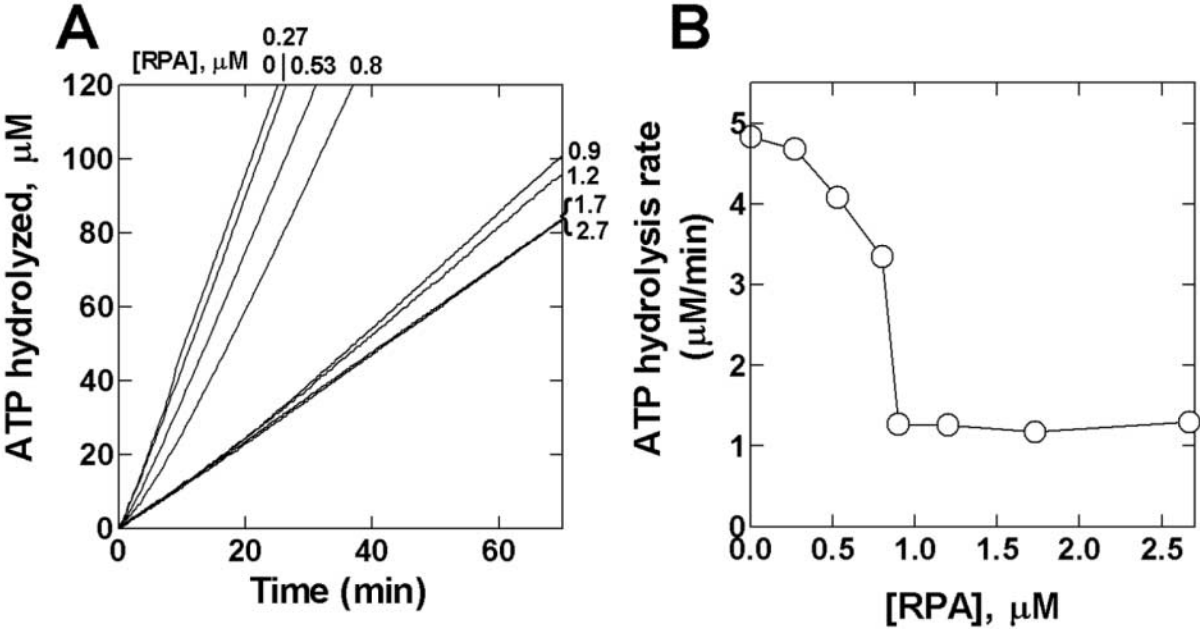 A
0.27
[RPA], μM 0 0.53 0.8
120
100
80
60
40
20
0
0.9
1.2
1.7
2.7
0 20 40 60
Time (min)
ATP hydrolyzed, μM
B
5
4
3
2
1
0
0.0 0.5 1.0 1.5 2.0 2.5
[RPA], μM
ATP hydrolysis rate
(μM/min)